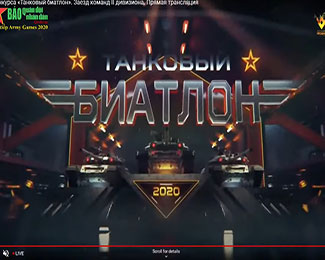 курса «Танковый биатлон». Заезд команд II дивизиона. Прямая трансляция
BÁO quân đội nhân dân
Army Games 2020
ТАНКОВЫЙ
БИАТЛОН
2020
LIVE
Scroll for details